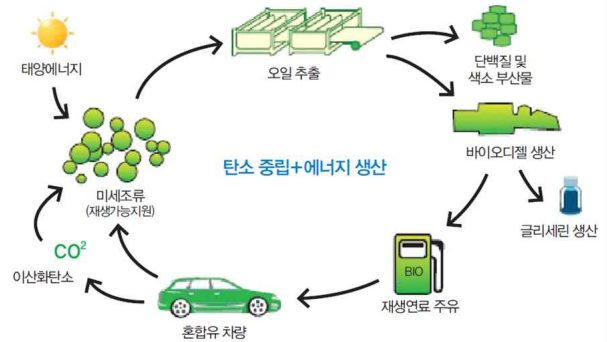 태양에너지
오일 추출
단백질 및
색소 부산물
바이오디젤 생산
탄소 중립+에너지 생산
미세조류
(재생가능지원)
글리세린 생산
CO²
이산화탄소
BIO
재생연료 주유
혼합유 차량